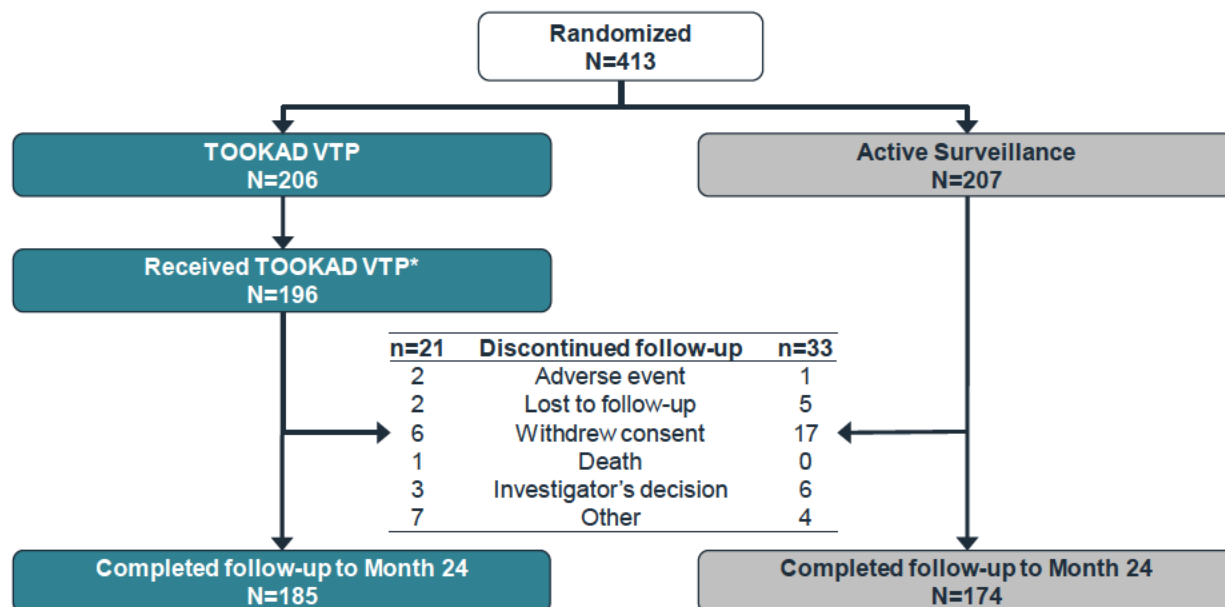 Randomized
N=413
TOOKAD VTP
N=206
Active Surveillance
N=207
Received TOOKAD VTP*
N=196
n=21 Discontinued follow-up n=33
2 Adverse event 1
2 Lost to follow-up 5
6 Withdrew consent 17
1 Death 0
3 Investigator's decision 6
7 Other 4
Completed follow-up to Month 24
N=185
Completed follow-up to Month 24
N=174